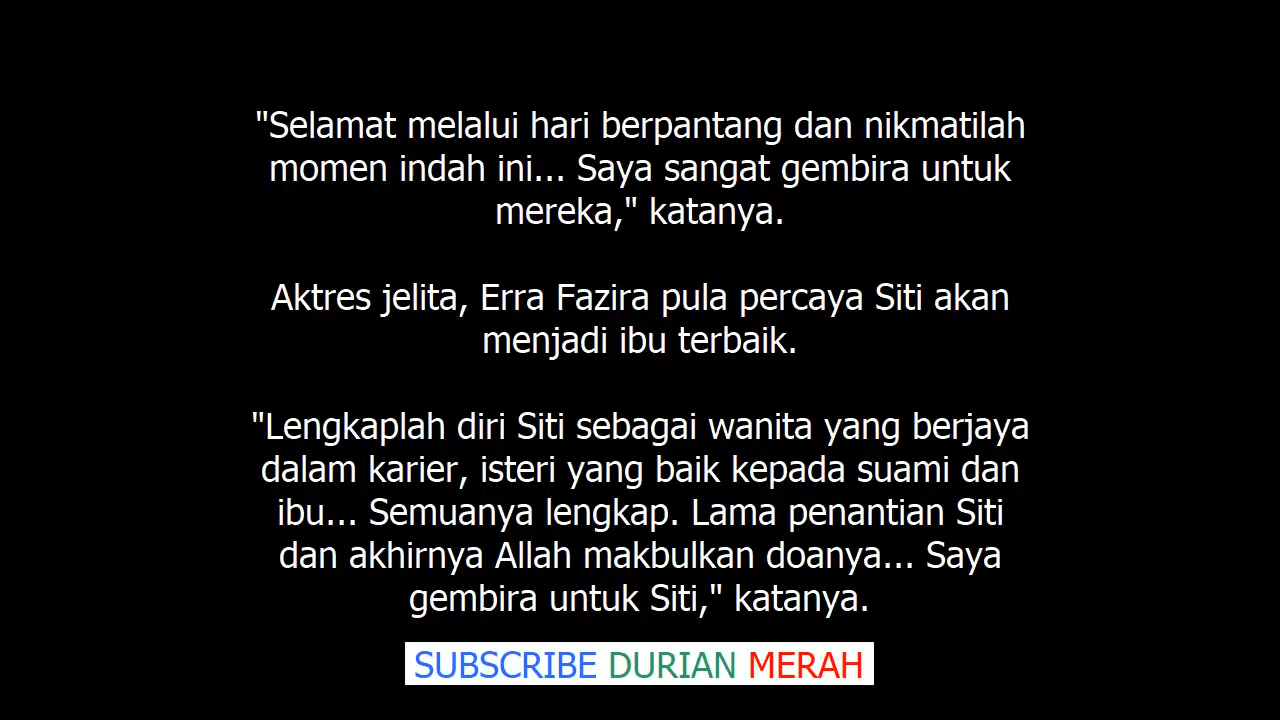 "Selamat melalui hari berpantang dan nikmatilah
momen indah ini... Saya sangat gembira untuk
mereka," katanya.
Aktres jelita, Erra Fazira pula percaya Siti akan
menjadi ibu terbaik.
"Lengkaplah diri Siti sebagai wanita yang berjaya
dalam karier, isteri yang baik kepada suami dan
ibu... Semuanya lengkap. Lama penantian Siti
dan akhirnya Allah makbulkan doanya... Saya
gembira untuk Siti," katanya.
SUBSCRIBE DURIAN MERAH